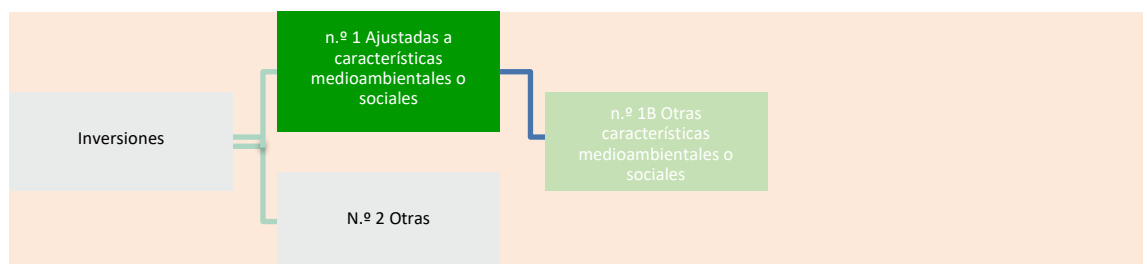 Inversiones
n.º 1 Ajustadas a
características
medioambientales o
sociales
n.º 1B Otras
características
medioambientales o
sociales
N.º 2 Otras